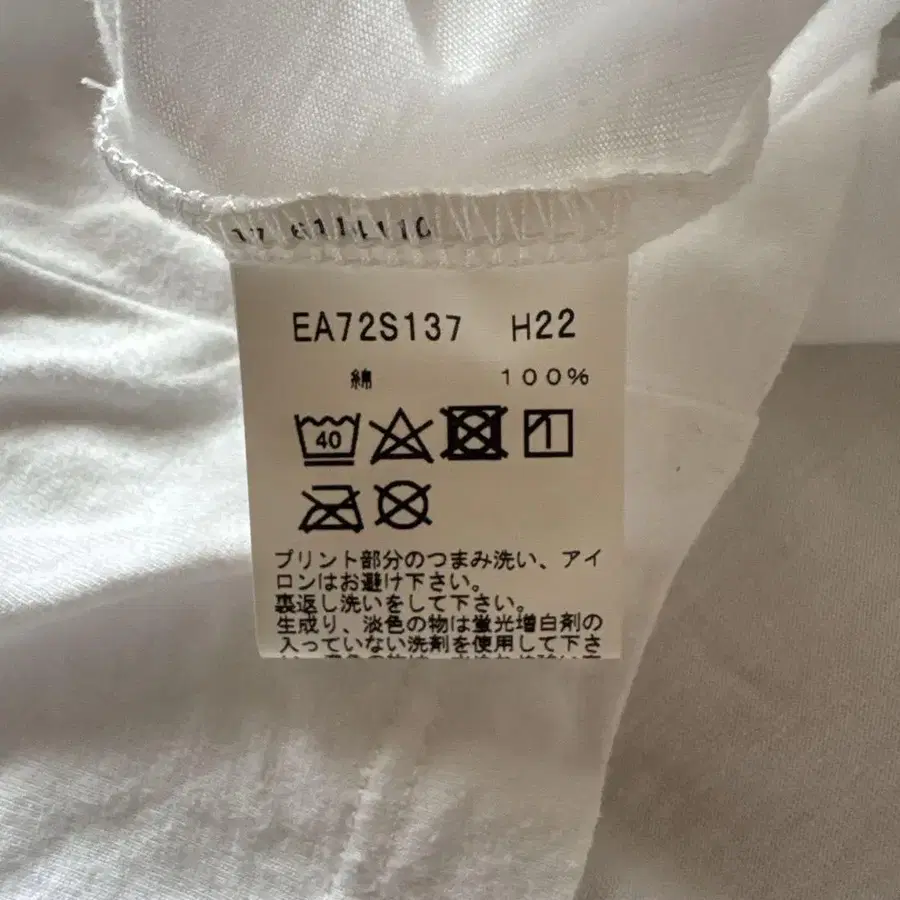 EA72S137 H22
綿 100%
40
プリント部分のつまみ洗い、アイ
ロンはお避け下さい。
裏返し洗いをして下さい。
生成り、淡色の物は蛍光増白剤の
入っていない洗剤を使用して下さ